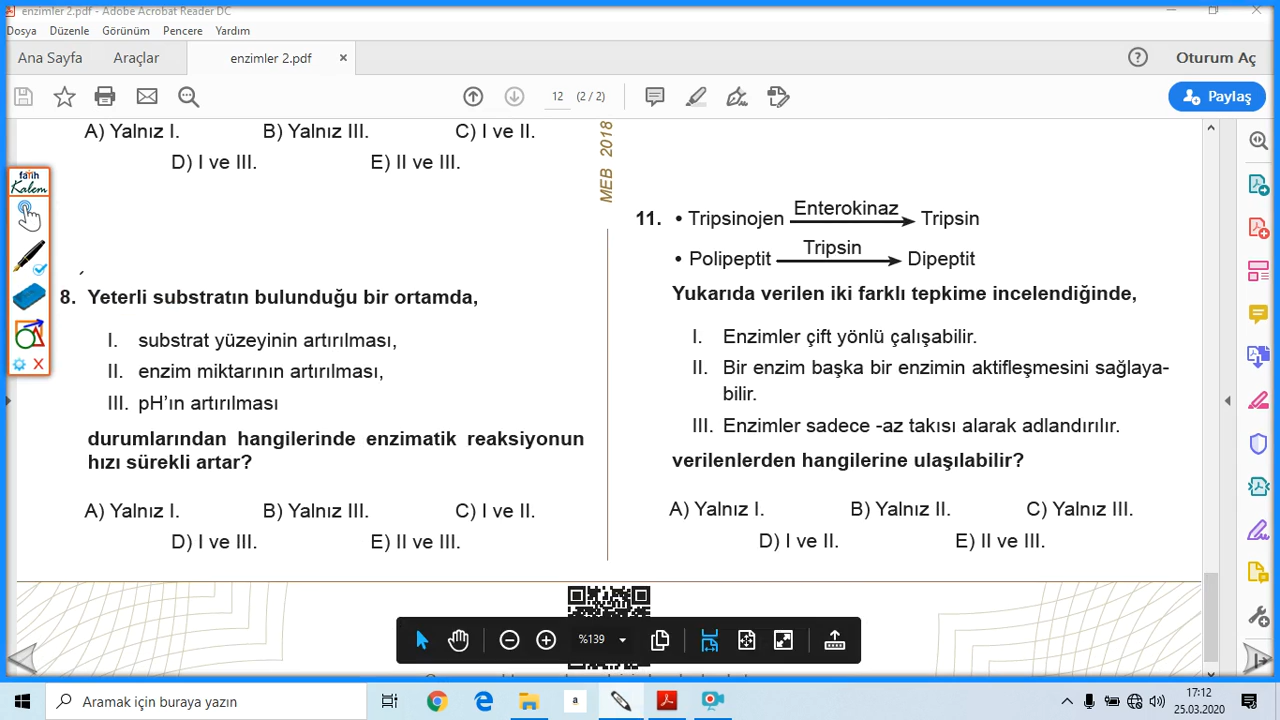 enzimler 2.pdf - Adobe Acrobat Reader DC
Dosya Düzenle Görünüm Pencere Yardım
Ana Sayfa Araçlar enzimler 2.pdf × ? Oturum Aç
12 (2 / 2) Paylaş
A) Yalnız I. B) Yalnız III. C) I ve II.
D) I ve III. E) II ve III.
MEB 2018
fatih
Kalem
8. Yeterli substratın bulunduğu bir ortamda,
I. substrat yüzeyinin artırılması,
II. enzim miktarının artırılması,
III. pH’ın artırılması
durumlarından hangilerinde enzimatik reaksiyonun
hızı sürekli artar?
A) Yalnız I. B) Yalnız III. C) I ve II.
D) I ve III. E) II ve III.
11. • Tripsinojen Enterokinaz Tripsin
• Polipeptit Tripsin Dipeptit
Yukarıda verilen iki farklı tepkime incelendiğinde,
I. Enzimler çift yönlü çalışabilir.
II. Bir enzim başka bir enzimin aktifleşmesini sağlaya-
bilir.
III. Enzimler sadece -az takısı alarak adlandırılır.
verilenlerden hangilerine ulaşılabilir?
A) Yalnız I. B) Yalnız II. C) Yalnız III.
D) I ve II. E) II ve III.
%139
Aramak için buraya yazın
a
17:12
25.03.2020